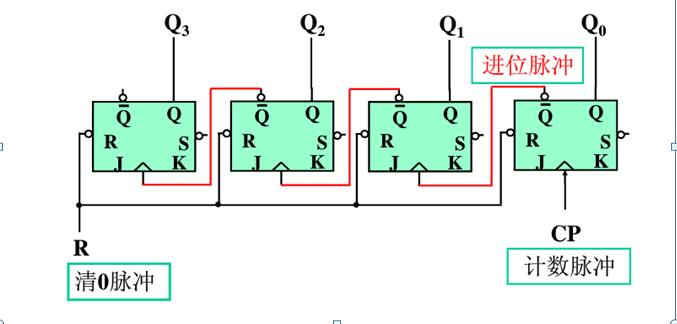 Q3 Q2 Q1 Q0
进位脉冲
Q̅ Q Q̅ Q Q̅ Q Q̅ Q
R S R S R S R S
J K J K J K J K
R CP
清0脉冲 计数脉冲